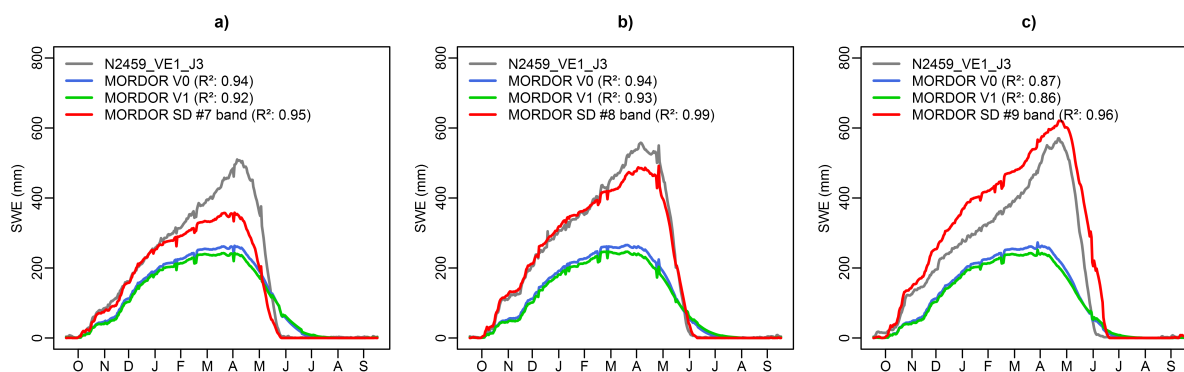 a)
800
600
400
200
0
SWE (mm)
N2459_VE1_J3
MORDOR V0 (R²: 0.94)
MORDOR V1 (R²: 0.92)
MORDOR SD #7 band (R²: 0.95)
O N D J F M A M J J A S
b)
800
600
400
200
0
SWE (mm)
N2459_VE1_J3
MORDOR V0 (R²: 0.94)
MORDOR V1 (R²: 0.93)
MORDOR SD #8 band (R²: 0.99)
O N D J F M A M J J A S
c)
800
600
400
200
0
SWE (mm)
N2459_VE1_J3
MORDOR V0 (R²: 0.87)
MORDOR V1 (R²: 0.86)
MORDOR SD #9 band (R²: 0.96)
O N D J F M A M J J A S